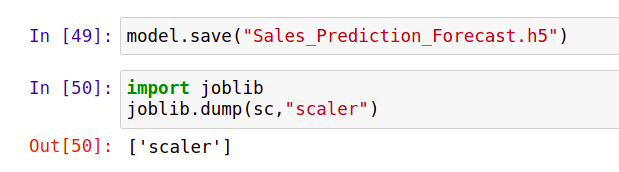 In [49]: model.save("Sales_Prediction_Forecast.h5")
In [50]: import joblib
joblib.dump(sc,"scaler")
Out[50]: ['scaler']